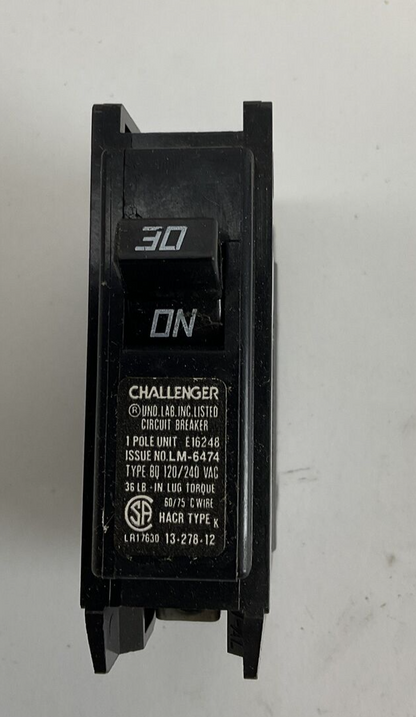 30
ON
CHALLENGER
® UND. LAB. INC. LISTED
CIRCUIT BREAKER
1 POLE UNIT E16248
ISSUE NO. LM-6474
TYPE BQ 120/240 VAC
36 LB.-IN. LUG TORQUE
60/75 °C WIRE
SA HACR TYPE K
LR17630 13-278-12